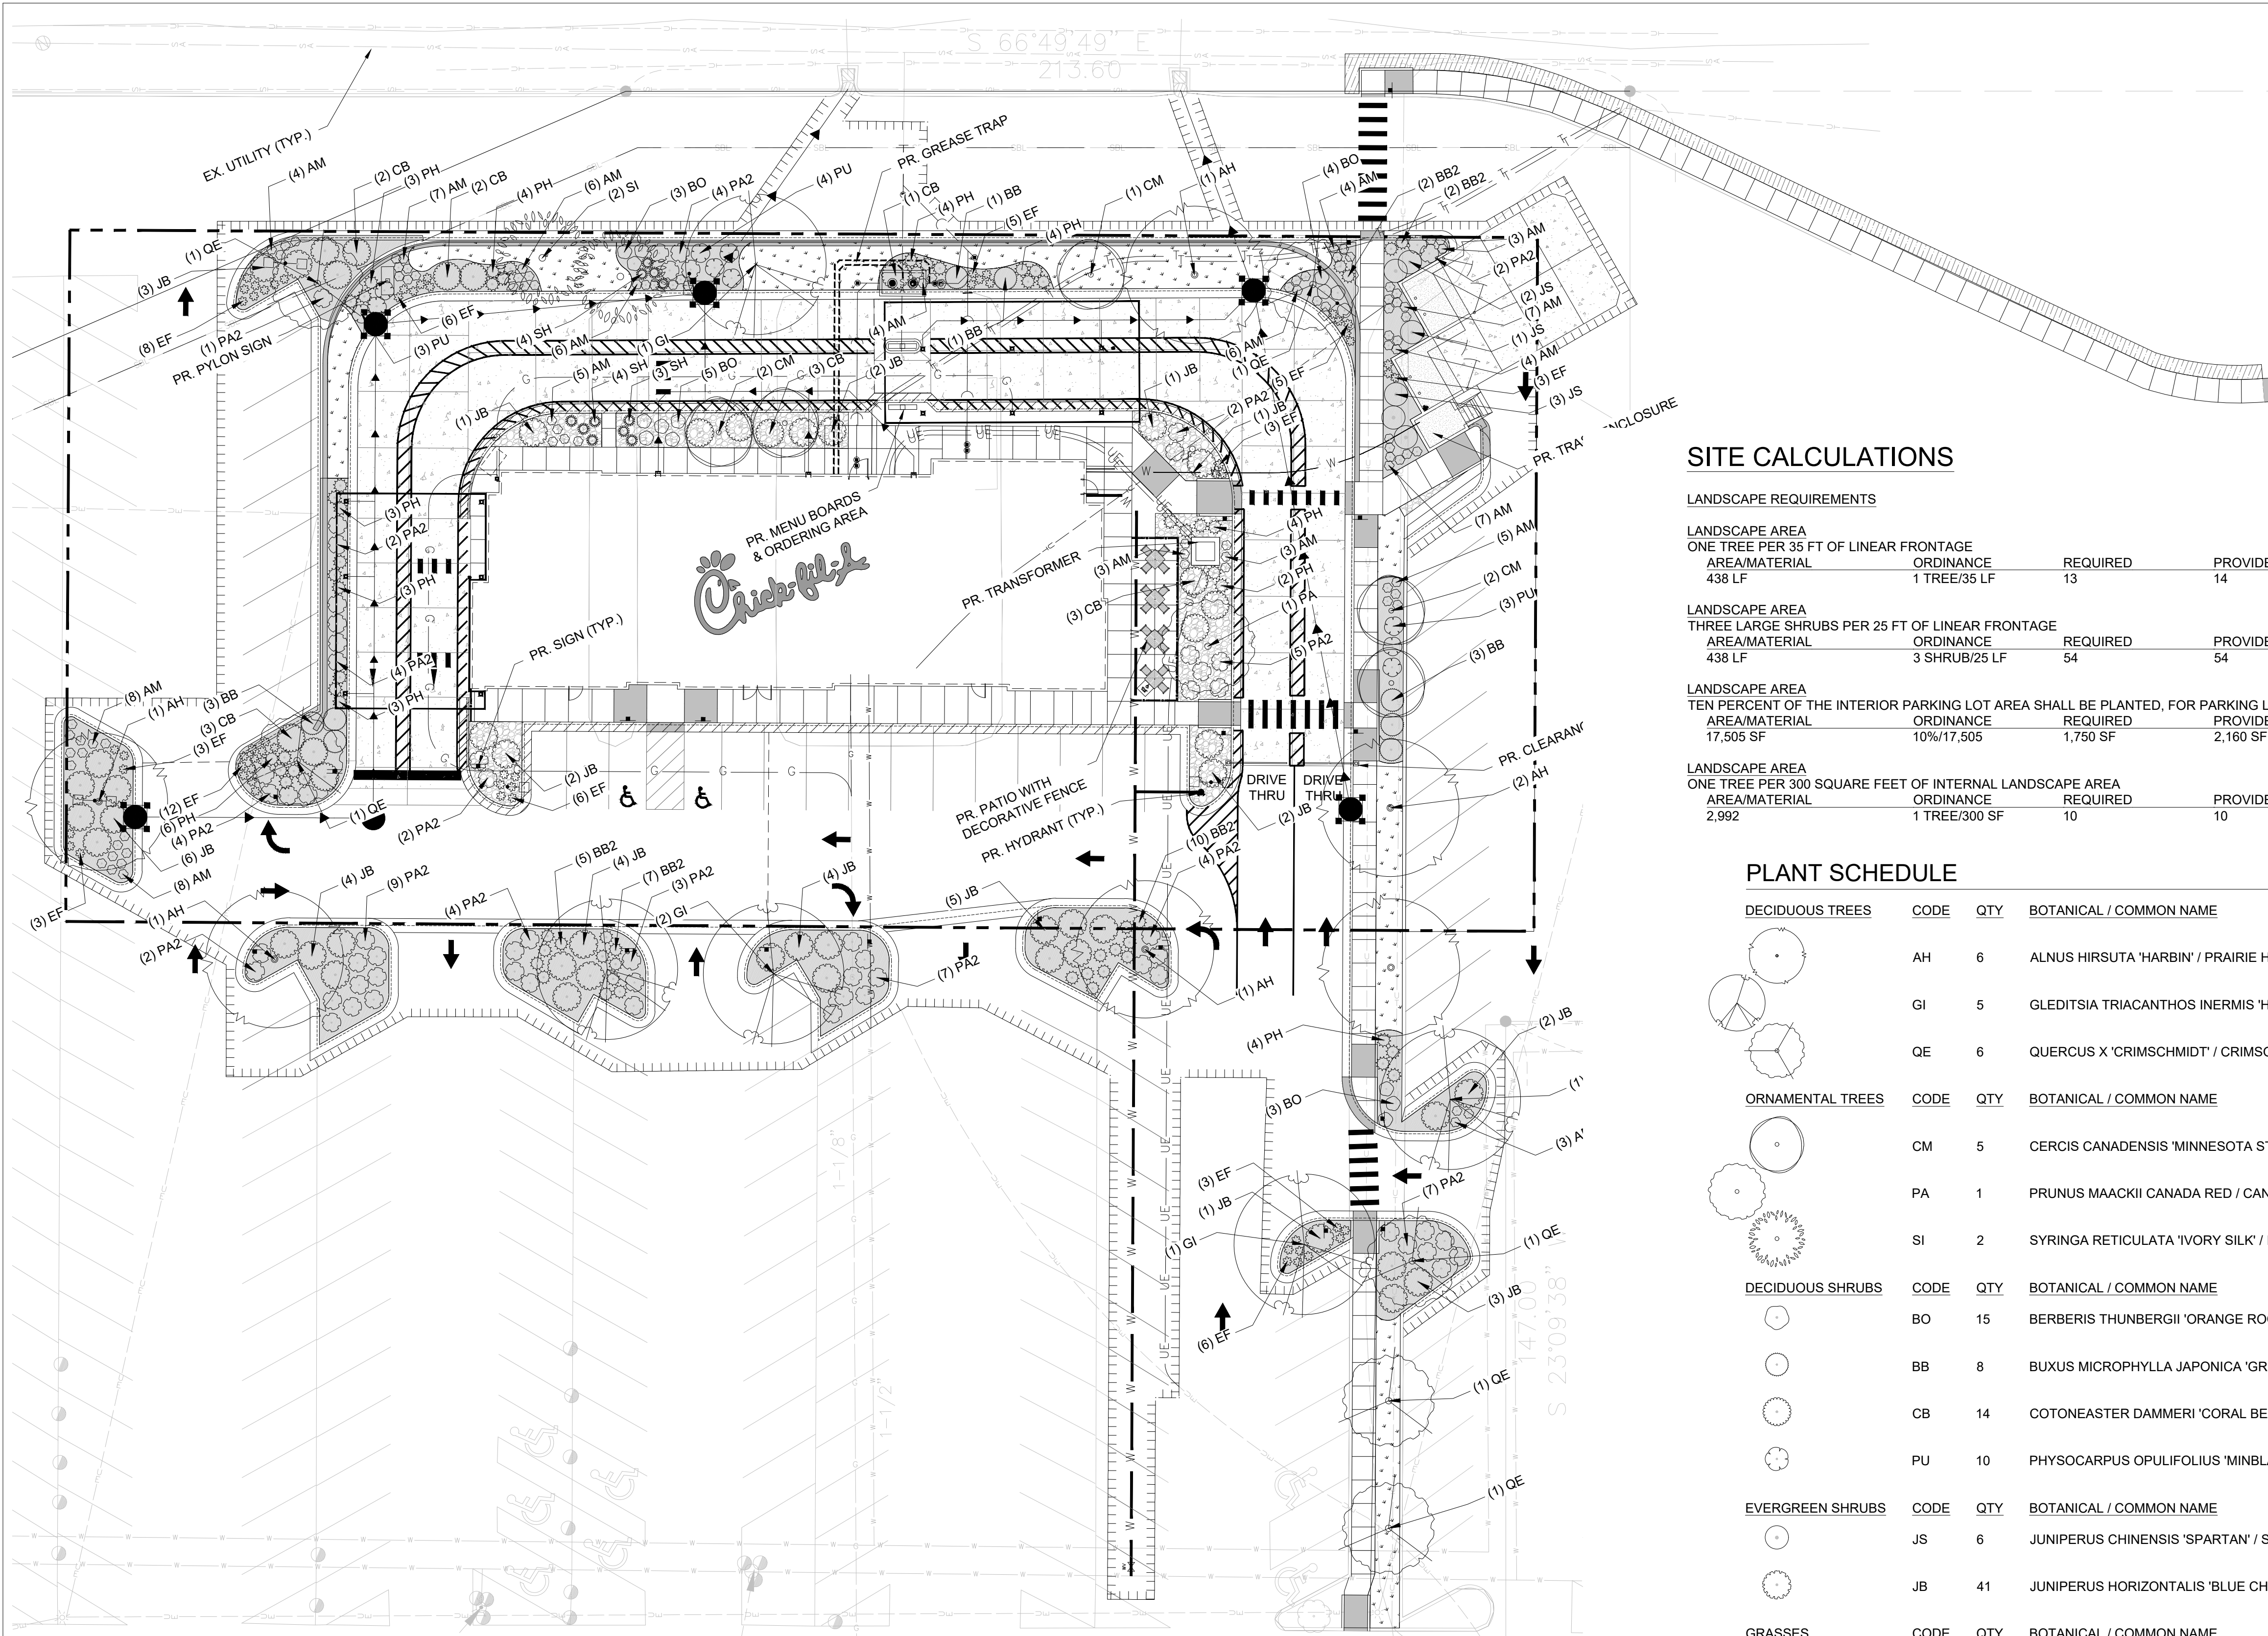 S 66°49'49" E
213.60
EX. UTILITY (TYP.)
(4) AM
(2) CB
(3) PH
(7) AM
(2) CB
(4) PH
(6) AM
(2) SI
(3) BO
(4) PA2
(4) PU
PR. GREASE TRAP
(1) CB
(4) PH
(1) BB
(5) EF
(4) PH
(1) CM
(1) AH
(4) BO
(4) AM
(2) BB2
(2) BB2
(3) AM
(2) PA2
(2) JS
(7) AM
(1) JS
(4) AM
(3) EF
(3) JS
(1) QE
(3) JB
(8) EF
(1) PA2
PR. PYLON SIGN
(6) EF
(3) PU
(4) SH
(6) AM
(1) GI
(5) AM
(4) SH
(3) SH
(5) BO
(2) CM
(3) CB
(2) JB
(4) AM
(1) BB
(1) JB
(1) JB
(6) AM
(1) QE
(5) EF
(2) PA2
(1) JB
(3) EF
(3) PH
(2) PA2
(3) PH
(4) PA2
(3) PH
PR. MENU BOARDS
& ORDERING AREA
Chick-fil-A
PR. TRANSFORMER
PR. SIGN (TYP.)
(4) PH
(3) AM
(3) AM
(2) PH
(1) PA
(3) CB
(5) PA2
(7) AM
(5) AM
(2) CM
(3) PU
(3) BB
(2) AH
(8) AM
(1) AH
(3) BB
(3) CB
(3) EF
(12) EF
(6) PH
(4) PA2
(6) JB
(8) AM
(1) QE
(3) EF
(2) JB
(6) EF
(2) PA2
PR. PATIO WITH
DECORATIVE FENCE
PR. HYDRANT (TYP.)
DRIVE
THRU
DRIVE
THRU
(2) JB
(10) BB2
(4) PA2
(1) AH
(2) PA2
(4) JB
(9) PA2
(4) PA2
(5) BB2
(4) JB
(7) BB2
(3) PA2
(2) GI
(4) JB
(7) PA2
(5) JB
(1) AH
(4) PH
(3) BO
(2) JB
(3) EF
(1) JB
(1) GI
(6) EF
(7) PA2
(1) QE
(3) JB
(1) QE
(1) QE
147.00
1-1/8"
1-1/2"
SITE CALCULATIONS
LANDSCAPE REQUIREMENTS
LANDSCAPE AREA
ONE TREE PER 35 FT OF LINEAR FRONTAGE
AREA/MATERIAL ORDINANCE REQUIRED
438 LF 1 TREE/35 LF 13 14
LANDSCAPE AREA
THREE LARGE SHRUBS PER 25 FT OF LINEAR FRONTAGE
AREA/MATERIAL ORDINANCE REQUIRED
438 LF 3 SHRUB/25 LF 54 54
LANDSCAPE AREA
TEN PERCENT OF THE INTERIOR PARKING LOT AREA SHALL BE PLANTED, FOR PARKING
AREA/MATERIAL ORDINANCE REQUIRED
17,505 SF 10%/17,505 1,750 SF 2,160 SF
LANDSCAPE AREA
ONE TREE PER 300 SQUARE FEET OF INTERNAL LANDSCAPE AREA
AREA/MATERIAL ORDINANCE REQUIRED
2,992 1 TREE/300 SF 10 10
PLANT SCHEDULE
DECIDUOUS TREES CODE QTY BOTANICAL / COMMON NAME
AH 6 ALNUS HIRSUTA 'HARBIN' / PRAIRIE
GI 5 GLEDITSIA TRIACANTHOS INERMIS
QE 6 QUERCUS X 'CRIMSCHMIDT' /
ORNAMENTAL TREES CODE QTY BOTANICAL / COMMON NAME
CM 5 CERCIS CANADENSIS 'MINNESOTA
PA 1 PRUNUS MAACKII CANADA RED /
SI 2 SYRINGA RETICULATA 'IVORY SILK' /
DECIDUOUS SHRUBS CODE QTY BOTANICAL / COMMON NAME
BO 15 BERBERIS THUNBERGII 'ORANGE
BB 8 BUXUS MICROPHYLLA JAPONICA
CB 14 COTONEASTER DAMMERI 'CORAL
PU 10 PHYSOCARPUS OPULIFOLIUS
EVERGREEN SHRUBS CODE QTY BOTANICAL / COMMON NAME
JS 6 JUNIPERUS CHINENSIS 'SPARTAN' /
JB 41 JUNIPERUS HORIZONTALIS 'BLUE
GRASSES CODE QTY BOTANICAL / COMMON NAME